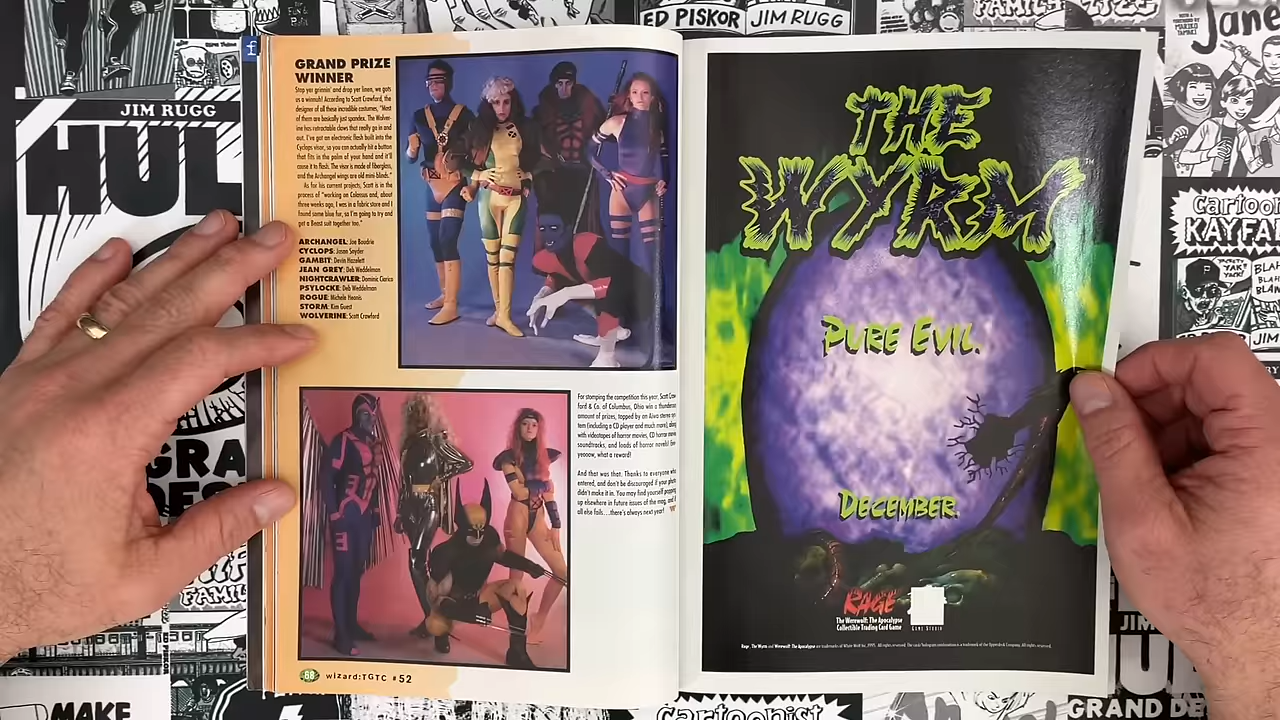 ED PISKOR
JIM RUGG
FAMILY
Jane
JIM RUGG
HUL
GRAND PRIZE
WINNER
Stop yer grinnin' and drop yer linen, we gots
us a winnuh! According to Scott Crawford, the
designer of all these incredible costumes, "Most
of them are basically just spandex. The Wolver-
ine has retractable claws that really go in and
out. I've got an electronic flash built into the
Cyclops visor, so you can actually hit a button
that fits in the palm of your hand and it'll
cause it to flash. The visor is made of fiberglass,
and the Archangel wings are old mini-blinds."
As for his current projects, Scott is in the
process of "working on Colossus and, about
three weeks ago, I was in a fabric store and I
found some blue fur, so I'm going to try and
get a Beast suit together too."
ARCHANGEL: Joe Boudrie
CYCLOPS: Jason Snyder
GAMBIT: Devin Hazelett
JEAN GREY: Deb Weddelman
NIGHTCRAWLER: Dominic Ciarico
PSYLOCKE: Deb Weddelman
ROGUE: Michele Heanis
STORM: Kim Guest
WOLVERINE: Scott Crawford
For stomping the competition this year, Scott Craw
ford & Co. of Columbus, Ohio win a thunderous
amount of prizes, topped by an Aiwa stereo sys
tem (including a CD player and much more), along
with videotapes of horror movies, CD horror movie
soundtracks, and loads of horror novels!
yeooow, what a reward!
And that was that. Thanks to everyone who
entered, and don't be discouraged if your photo
didn't make it in. You may find yourself popping
up elsewhere in future issues of the mag, and if
all else fails...there's always next year!
68 wizard:TGTC #52
THE
WYRM
PURE EVIL.
DECEMBER.
RAGE
The Werewolf: The Apocalypse
Collectible Trading Card Game
GAME STUDIO
Cartoon
KAYFA
BLAH
JIM
GRA
FAMIL
MAKE
Cartoonist
JIM
GRAND DE